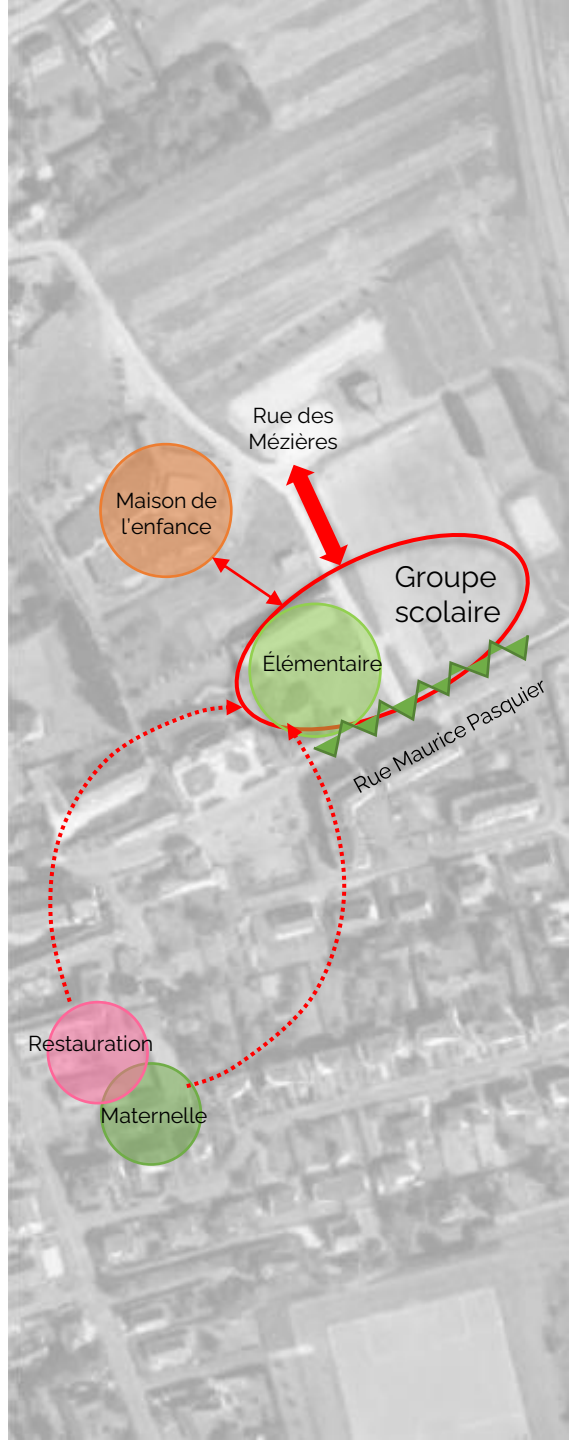 Rue des
Mézières
Maison de
l'enfance
Groupe
scolaire
Élémentaire
Rue Maurice Pasquier
Restauration
Maternelle